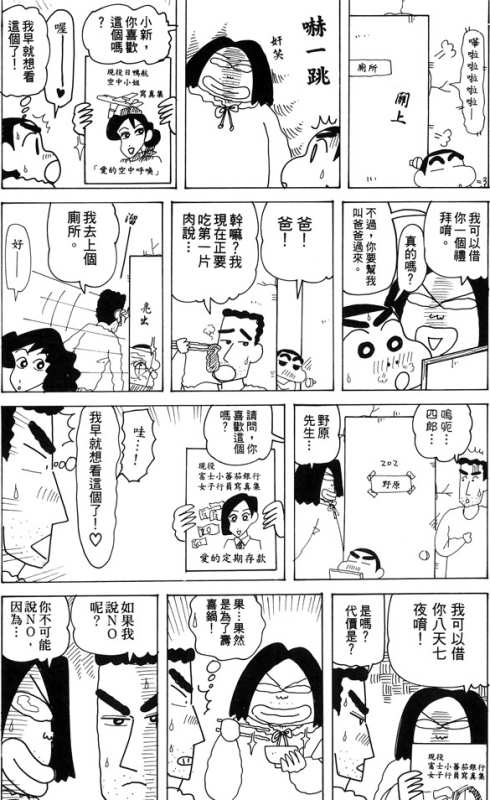 嘩啦啦啦啦啦—
廁所
關上
嚇一跳
奸笑
小新，
你喜歡
這個嗎
？
現役日鴨航
空中小姐
寫真集
「愛的空中呼喚」
喔——
我早就想看
這個了！
我可以借
你一個禮
拜唷。
真的嗎？
不過，你要幫我
叫爸爸過來。
爸！
爸！
幹嘛？我
現在正要
吃第一片
肉說…
溜
亮出
我去上個
廁所。
好—
嗚呃…
四郎…
202
野原
野原
先生…
請問，你
喜歡這個
嗎？
現役
富士小蕃茄銀行
女子行員寫真集
愛的定期存款
哇…！
我早就想看這個了！♡
我可以借
你八天七
夜唷！
現役
富士小蕃茄銀行
女子行員寫真集
是嗎？
代價是？
果…果然
是為了壽
喜鍋！
如果我
說NO
呢？
你不可能
說NO，
因為…